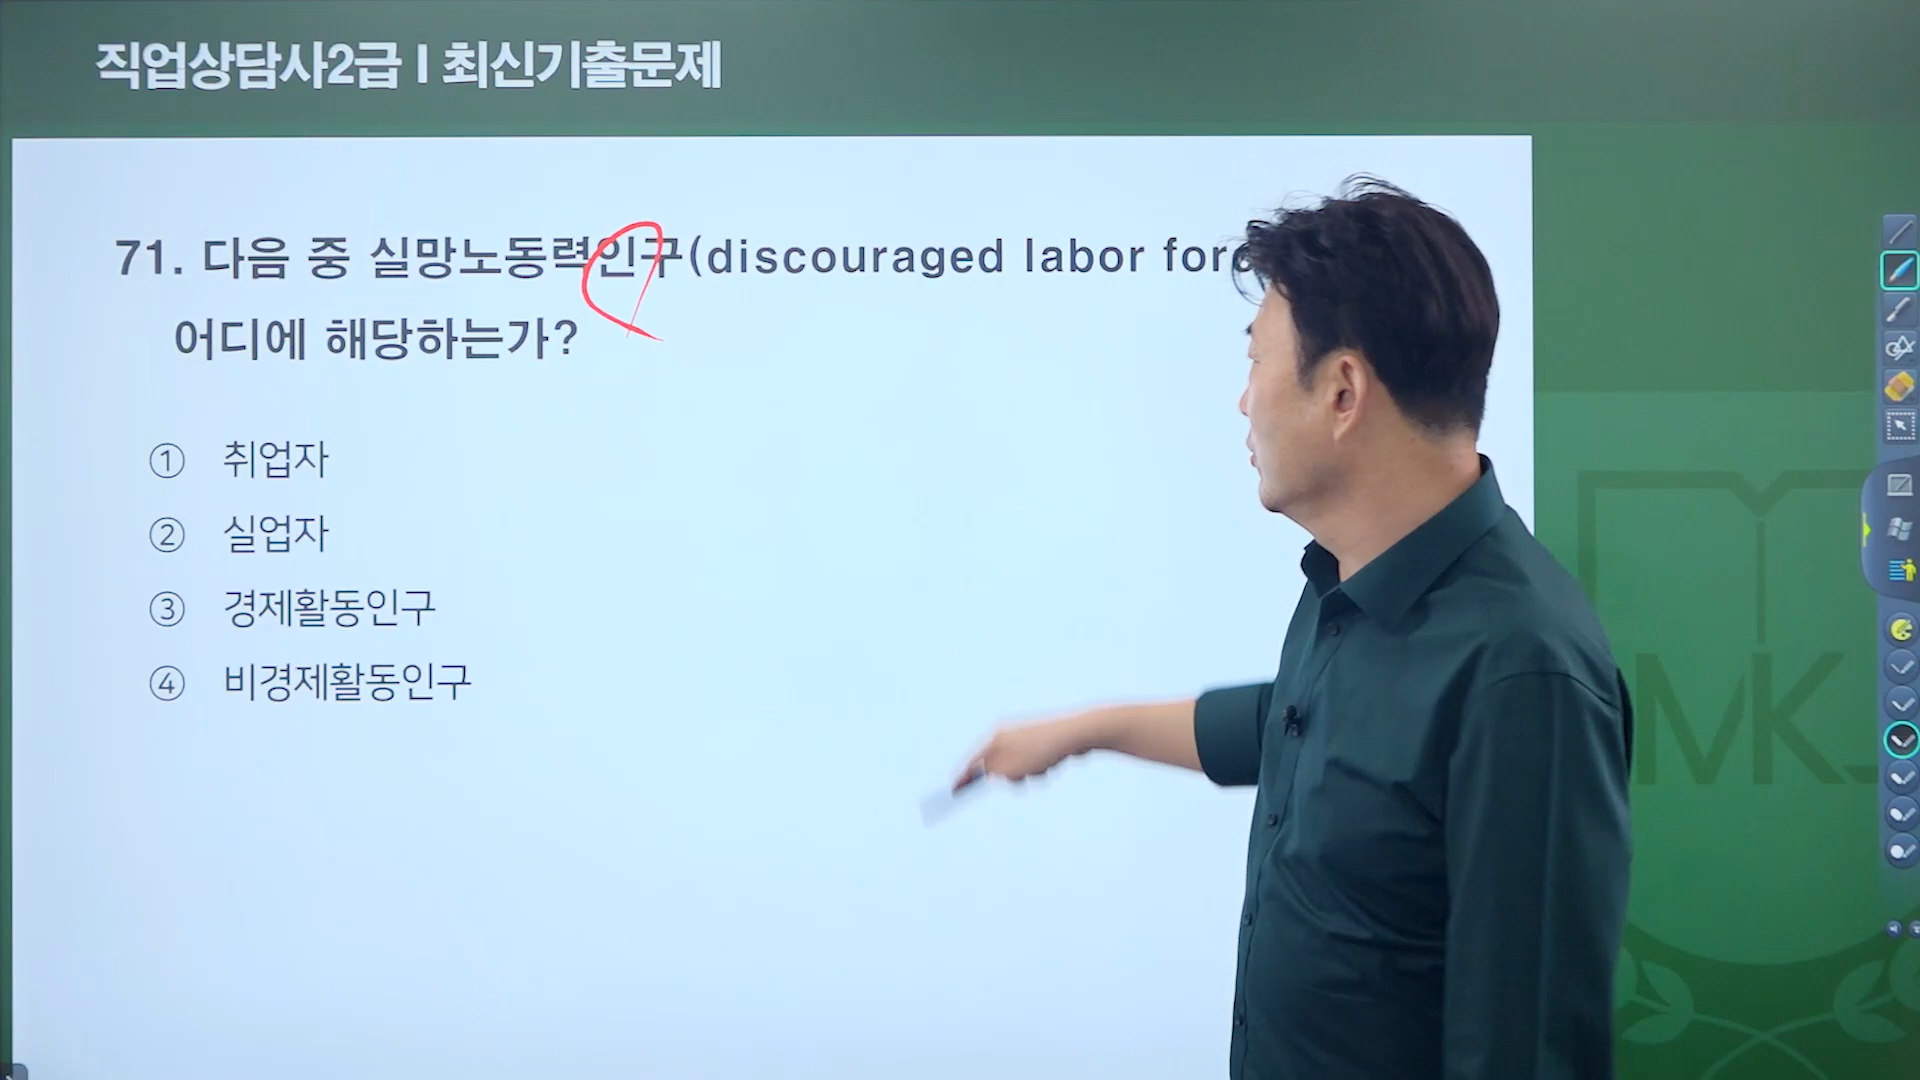 직업상담사2급 I 최신기출문제
71. 다음 중 실망노동력인구(discouraged labor
어디에 해당하는가?
① 취업자
② 실업자
③ 경제활동인구
④ 비경제활동인구
MK